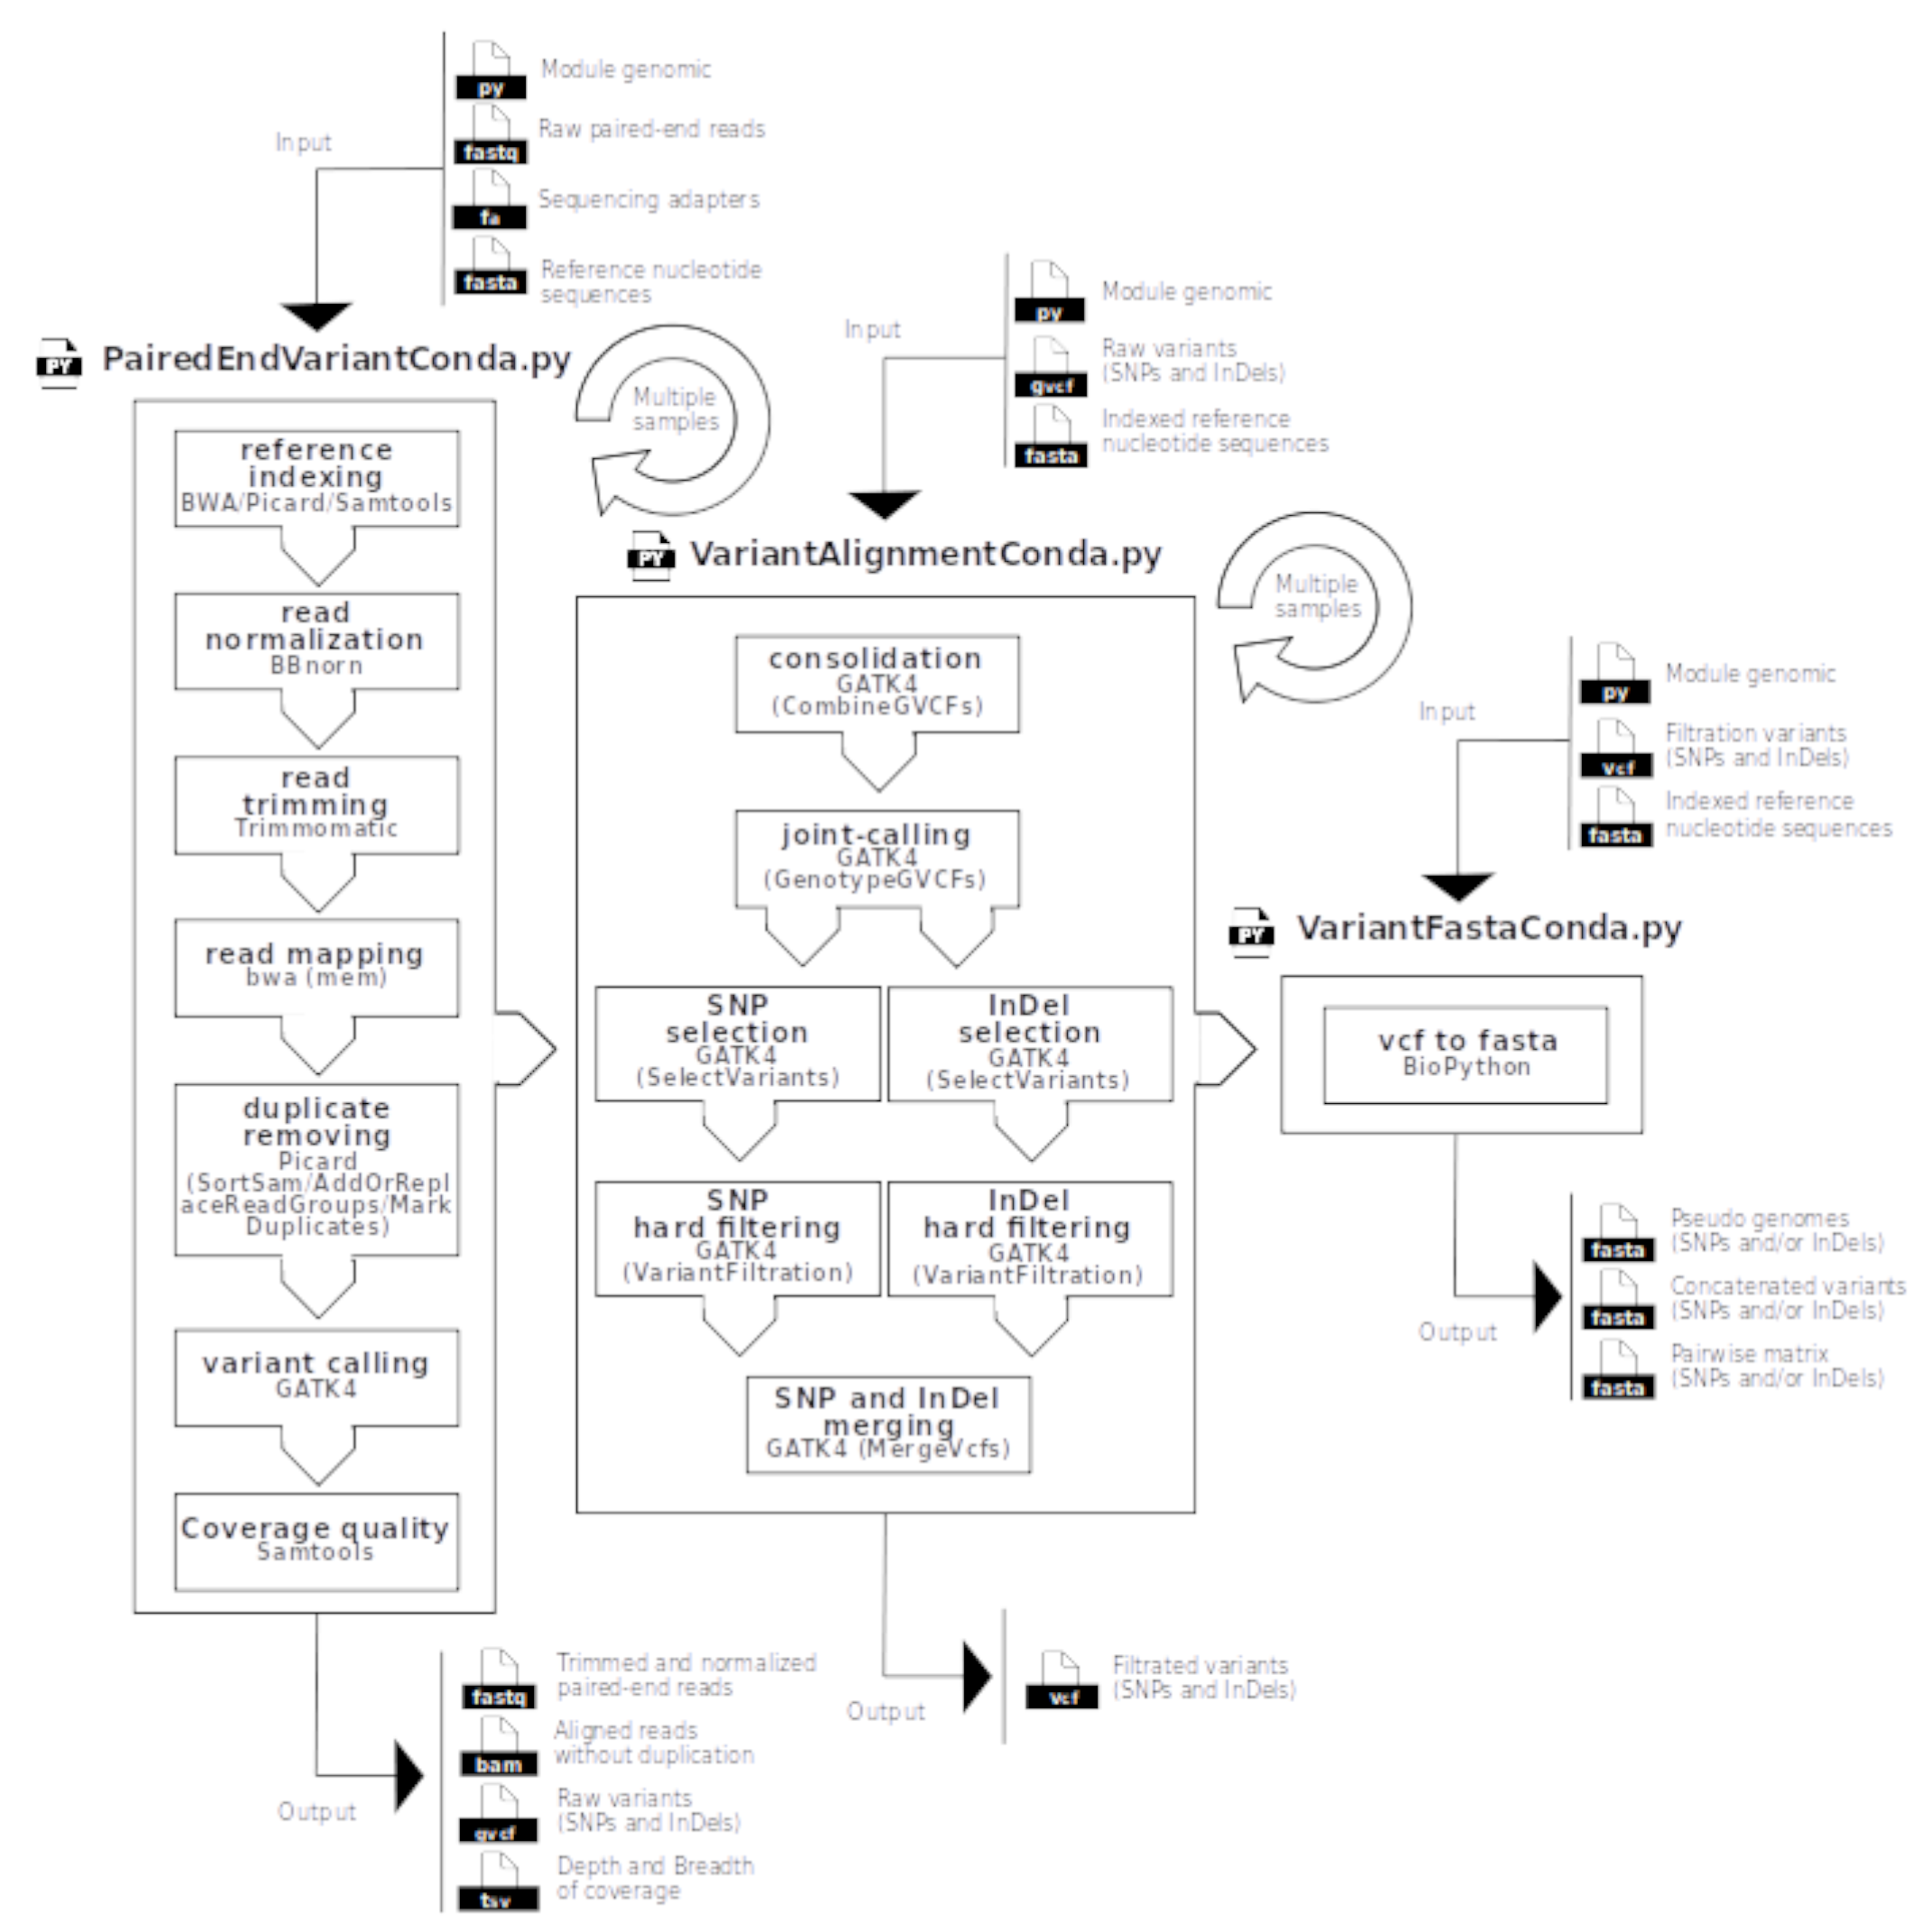 py
Module genomic
fastq
Raw paired-end reads
fa
Sequencing adapters
fasta
Reference nucleotide
sequences
Input
PY
PairedEndVariantConda.py
Multiple
samples
reference
indexing
BWA/Picard/Samtools
read
normalization
BBnorn
read
trimming
Trimmomatic
read mapping
bwa (mem)
duplicate
removing
Picard
(SortSam/AddOrRepl
aceReadGroups/Mark
Duplicates)
variant calling
GATK4
Coverage quality
Samtools
Output
fastq
Trimmed and normalized
paired-end reads
bam
Aligned reads
without duplication
gvcf
Raw variants
(SNPs and InDels)
tsv
Depth and Breadth
of coverage
Input
py
Module genomic
gvcf
Raw variants
(SNPs and InDels)
fasta
Indexed reference
nucleotide sequences
PY
VariantAlignmentConda.py
Multiple
samples
consolidation
GATK4
(CombineGVCFs)
joint-calling
GATK4
(GenotypeGVCFs)
SNP
selection
GATK4
(SelectVariants)
InDel
selection
GATK4
(SelectVariants)
SNP
hard filtering
GATK4
(VariantFiltration)
InDel
hard filtering
GATK4
(VariantFiltration)
SNP and InDel
merging
GATK4 (MergeVcfs)
Output
vcf
Filtrated variants
(SNPs and InDels)
Input
py
Module genomic
vcf
Filtration variants
(SNPs and InDels)
fasta
Indexed reference
nucleotide sequences
PY
VariantFastaConda.py
vcf to fasta
BioPython
Output
fasta
Pseudo genomes
(SNPs and/or InDels)
fasta
Concatenated variants
(SNPs and/or InDels)
fasta
Pairwise matrix
(SNPs and/or InDels)